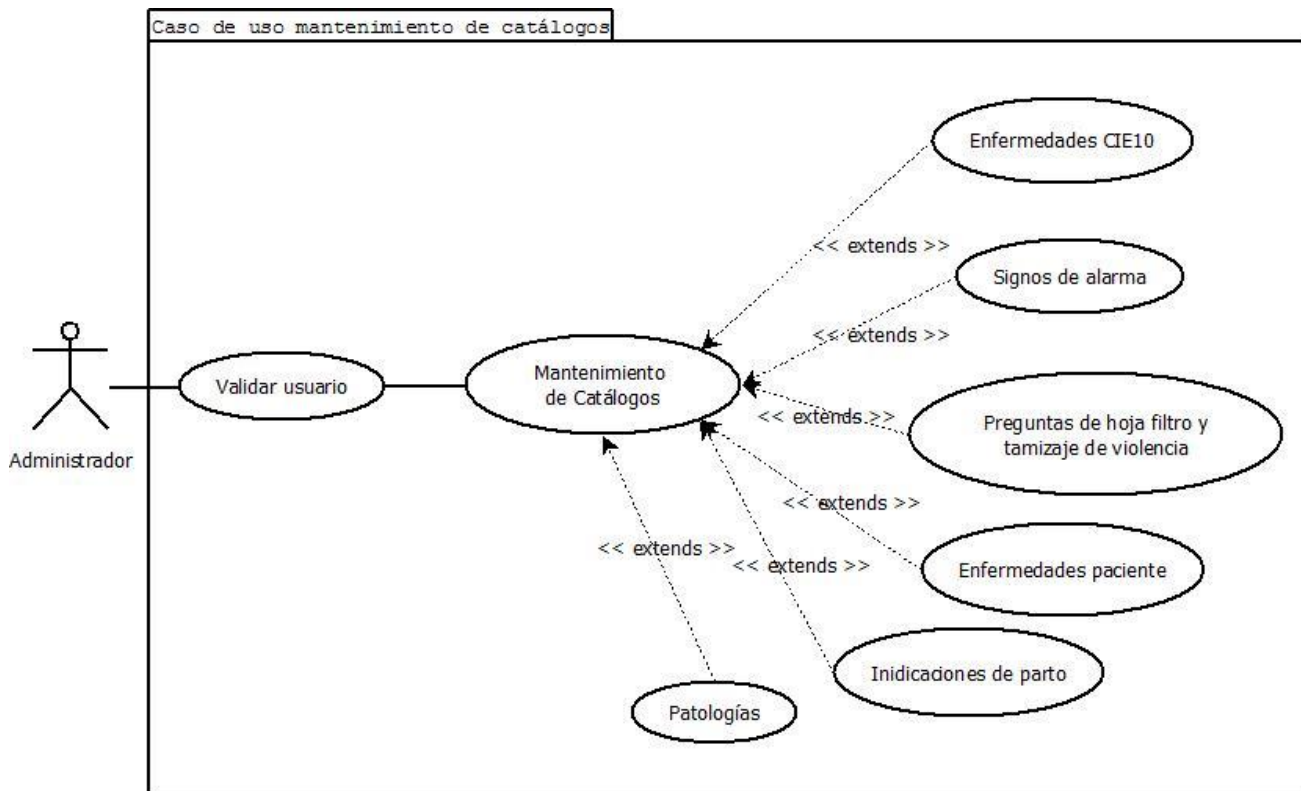 Caso de uso mantenimiento de catálogos
Enfermedades CIE10
<< extends >>
Signos de alarma
<< extends >>
Validar usuario
Mantenimiento
de Catálogos
<< extends >>
Preguntas de hoja filtro y
tamizaje de violencia
Administrador
<< extends >>
<< extends >>
<< extends >>
Enfermedades paciente
Inidicaciones de parto
Patologías